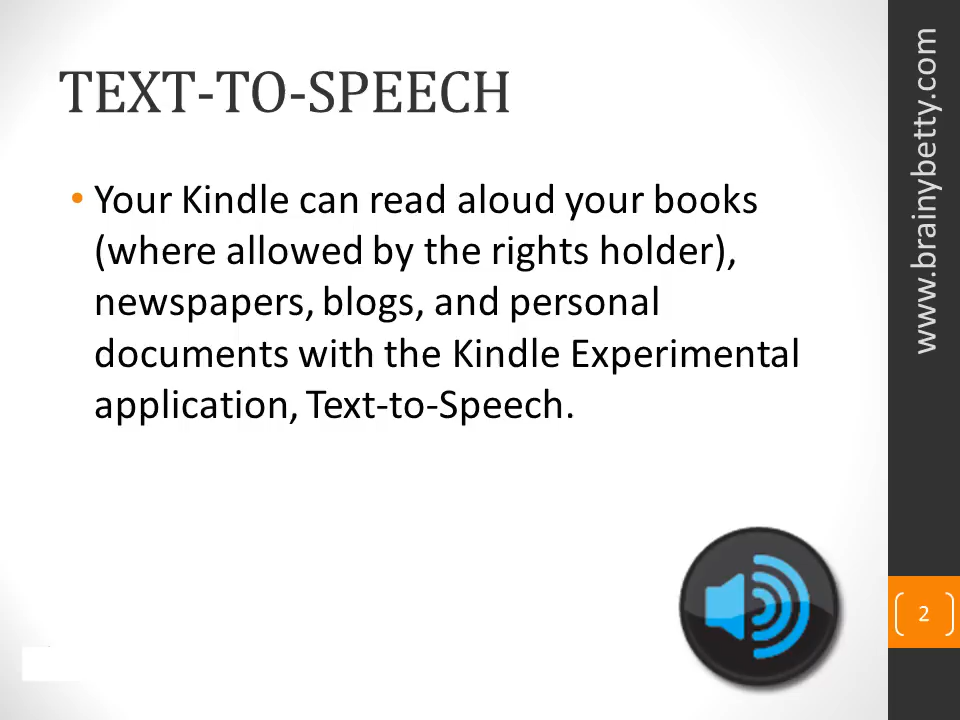 TEXT-TO-SPEECH
• Your Kindle can read aloud your books
(where allowed by the rights holder),
newspapers, blogs, and personal
documents with the Kindle Experimental
application, Text-to-Speech.
www.brainybetty.com
2